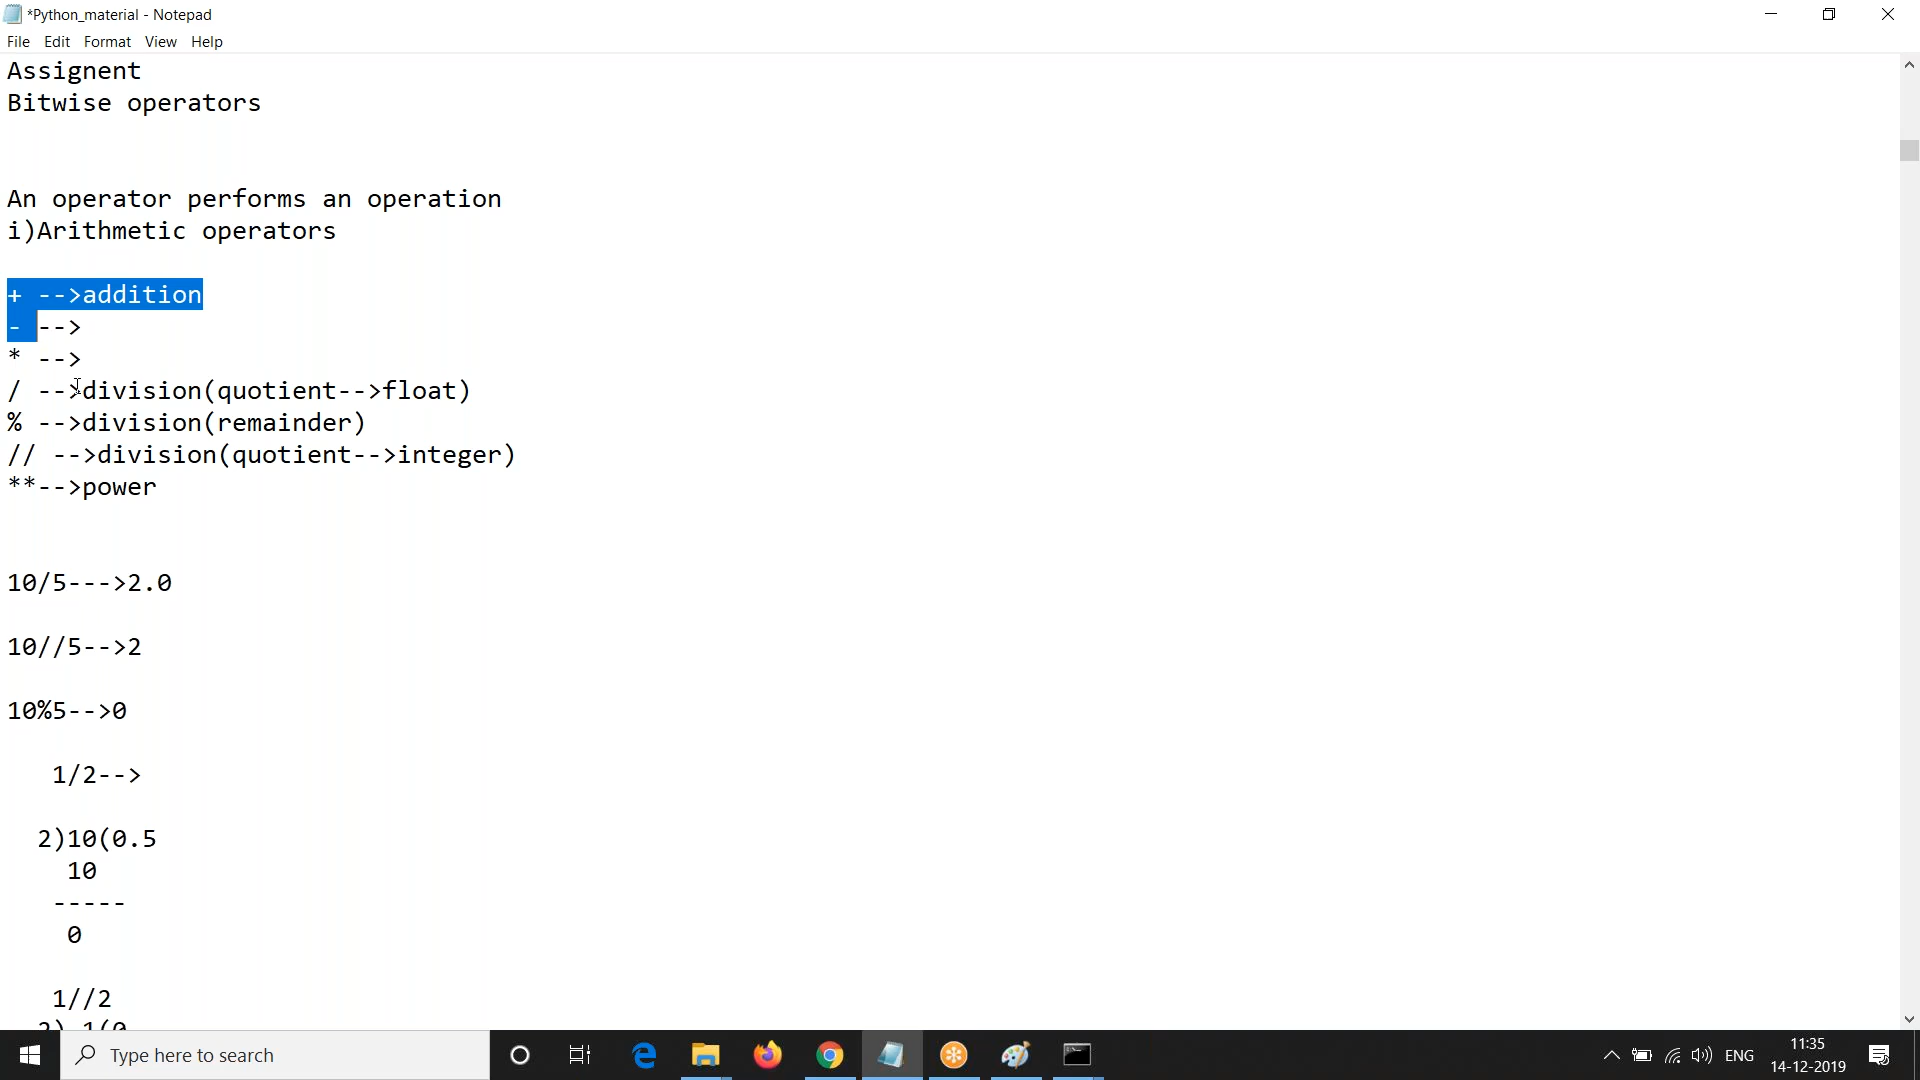 *Python_material - Notepad
File Edit Format View Help
Assignent
Bitwise operators
An operator performs an operation
i)Arithmetic operators
+ -->addition
- -->
* -->
/ -->division(quotient-->float)
% -->division(remainder)
// -->division(quotient-->integer)
**-->power
10/5--->2.0
10//5-->2
10%5-->0
1/2-->
2)10(0.5
10
-----
0
1//2
2) 1(0
Type here to search
ENG
11:35
14-12-2019